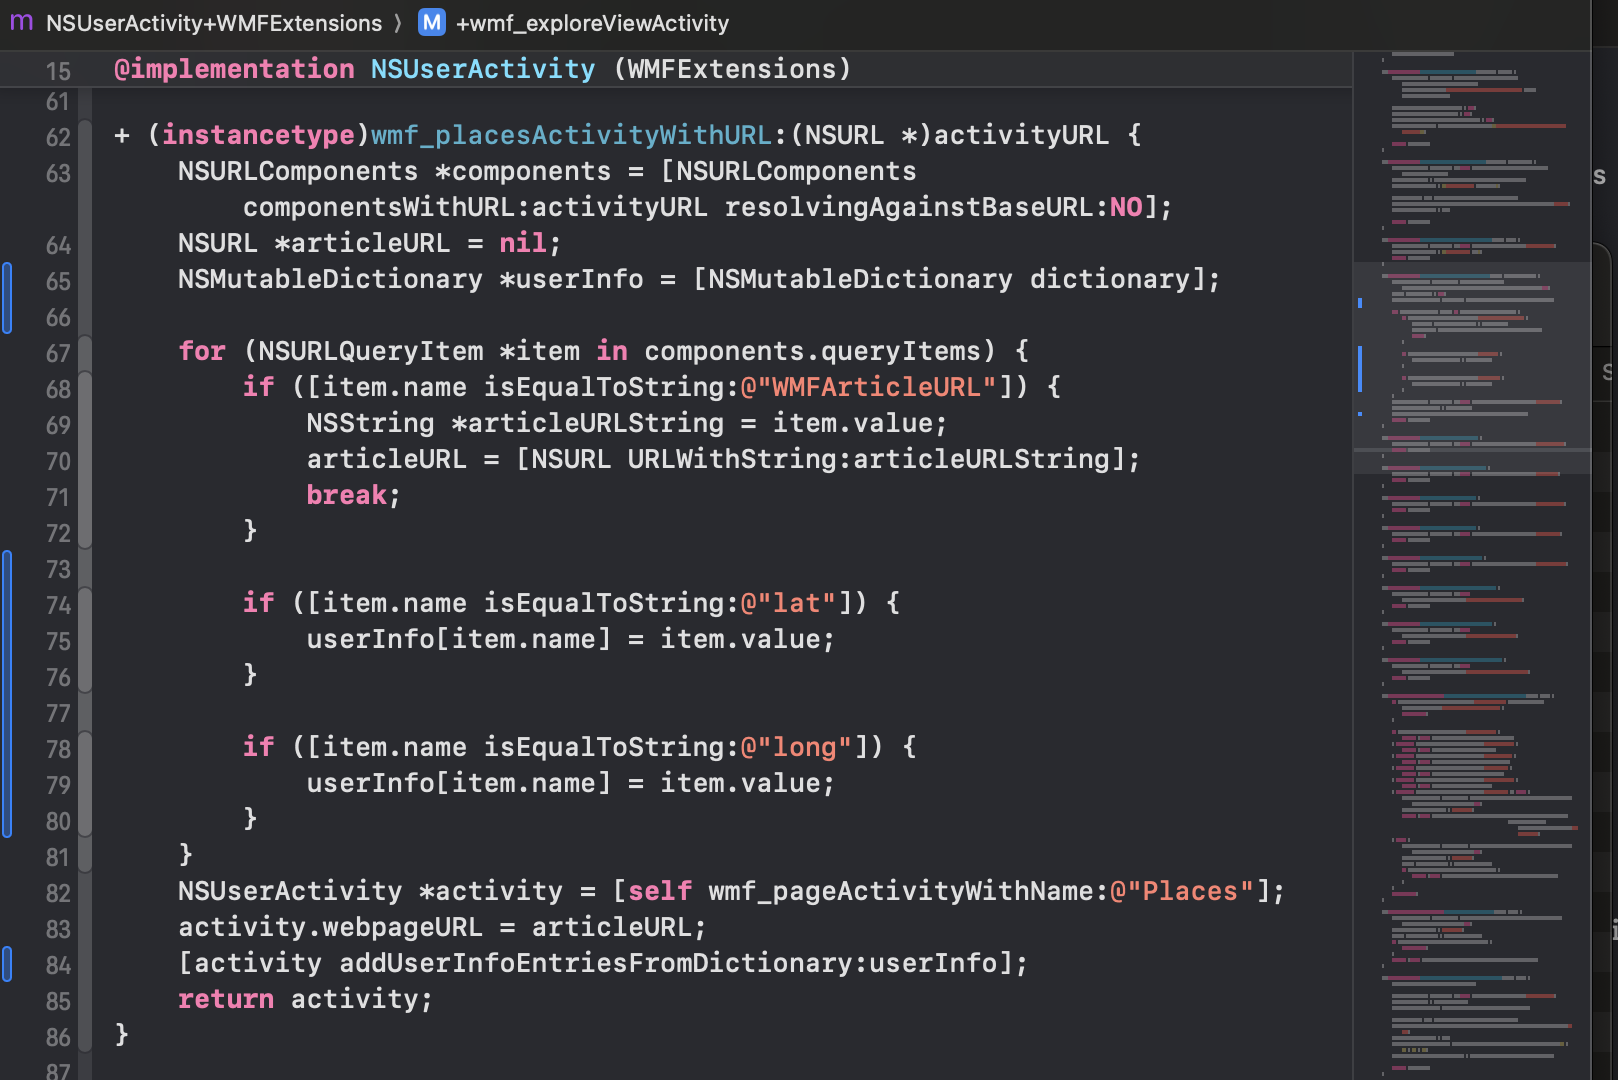 m NSUserActivity+WMFExtensions 〉 M +wmf_exploreViewActivity
15 @implementation NSUserActivity (WMFExtensions)
61
62 + (instancetype)wmf_placesActivityWithURL:(NSURL *)activityURL {
63     NSURLComponents *components = [NSURLComponents
        componentsWithURL:activityURL resolvingAgainstBaseURL:NO];
64     NSURL *articleURL = nil;
65     NSMutableDictionary *userInfo = [NSMutableDictionary dictionary];
66
67     for (NSURLQueryItem *item in components.queryItems) {
68         if ([item.name isEqualToString:@"WMFArticleURL"]) {
69             NSString *articleURLString = item.value;
70             articleURL = [NSURL URLWithString:articleURLString];
71             break;
72         }
73
74         if ([item.name isEqualToString:@"lat"]) {
75             userInfo[item.name] = item.value;
76         }
77
78         if ([item.name isEqualToString:@"long"]) {
79             userInfo[item.name] = item.value;
80         }
81     }
82     NSUserActivity *activity = [self wmf_pageActivityWithName:@"Places"];
83     activity.webpageURL = articleURL;
84     [activity addUserInfoEntriesFromDictionary:userInfo];
85     return activity;
86 }
87